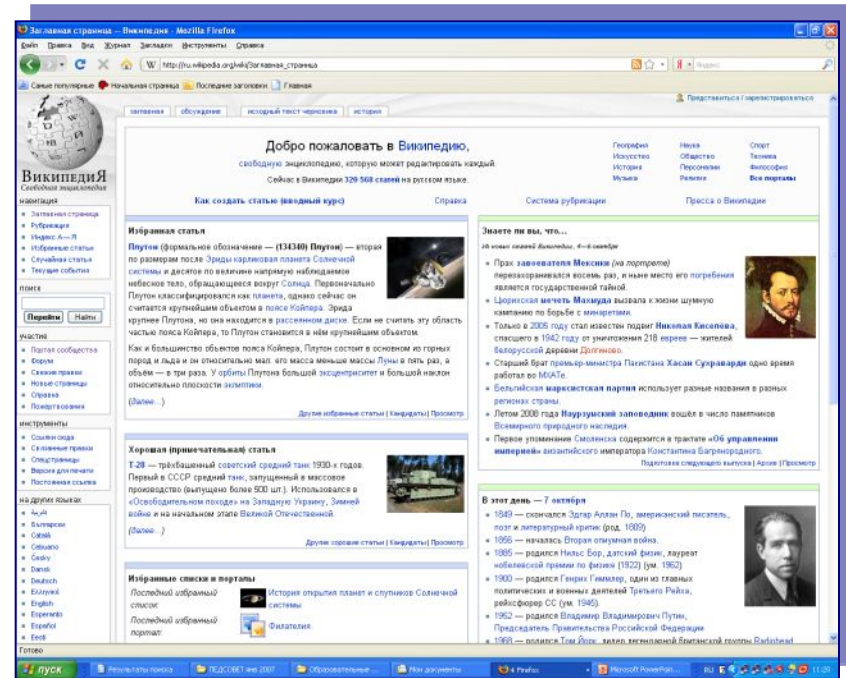 Заглавная страница — Википедия - Mozilla Firefox
Файл Правка Вид Журнал Закладки Инструменты Справка
http://ru.wikipedia.org/wiki/Заглавная_страница
Яндекс
Самые популярные Начальная страница Последние заголовки Главная
Представиться / зарегистрироваться
заглавная обсуждение исходный текст черновика история
ВикипедиЯ
Свободная энциклопедия
навигация
Заглавная страница
Рубрикация
Индекс А — Я
Избранные статьи
Случайная статья
Текущие события
поиск
Перейти Найти
участие
Портал сообщества
Форум
Свежие правки
Новые страницы
Справка
Пожертвования
инструменты
Ссылки сюда
Связанные правки
Спецстраницы
Версия для печати
Постоянная ссылка
на других языках
العربية
Български
Català
Cebuano
Česky
Dansk
Deutsch
Ελληνικά
English
Esperanto
Español
Eesti
Добро пожаловать в Википедию,
свободную энциклопедию, которую может редактировать каждый.
Сейчас в Википедии 320 568 статей на русском языке.
География Наука Спорт
Искусство Общество Техника
История Персоналии Философия
Музыка Религия Все порталы
Как создать статью (вводный курс) Справка Система рубрикации Пресса о Википедии
Избранная статья
Плутон (формальное обозначение — (134340) Плутон) — вторая
по размерам после Эриды карликовая планета Солнечной
системы и десятое по величине напрямую наблюдаемое
небесное тело, обращающееся вокруг Солнца. Первоначально
Плутон классифицировался как планета, однако сейчас он
считается крупнейшим объектом в поясе Койпера. Эрида
крупнее Плутона, но она находится в рассеянном диске. Если не считать эту область
частью пояса Койпера, то Плутон становится в нём крупнейшим объектом.
Как и большинство объектов пояса Койпера, Плутон состоит в основном из горных
пород и льда и он относительно мал: его масса меньше массы Луны в пять раз, а
объём — в три раза. У орбиты Плутона большой эксцентриситет и большой наклон
относительно плоскости эклиптики.
(далее...)
Другие избранные статьи | Кандидаты | Просмотр
Хорошая (примечательная) статья
Т-28 — трёхбашенный советский средний танк 1930-х годов.
Первый в СССР средний танк, запущенный в массовое
производство (выпущено более 500 шт.). Использовался в
«Освободительном походе» на Западную Украину, Зимней
войне и на начальном этапе Великой Отечественной.
(далее...)
Другие хорошие статьи | Кандидаты | Просмотр
Избранные списки и порталы
Последний избранный список: История открытия планет и спутников Солнечной системы
Последний избранный портал: Филателия.
Знаете ли вы, что...
Из новых статей Википедии, 4—6 октября
Прах завоевателя Мексики (на портрете)
перезахоранивался восемь раз, и ныне место его погребения
является государственной тайной.
Цюрихская мечеть Махмуда вызвала к жизни шумную
кампанию по борьбе с минаретами.
Только в 2005 году стал известен подвиг Николая Киселёва,
спасшего в 1942 году от уничтожения 218 евреев — жителей
белорусской деревни Долгиново.
Старший брат премьер-министра Пакистана Хасан Сухраварди одно время
работал во МХАТе.
Бельгийская марксистская партия использует разные названия в разных
регионах страны.
Летом 2008 года Наурзумский заповедник вошёл в число памятников
Всемирного природного наследия.
Первое упоминание Смоленска содержится в трактате «Об управлении
империей» византийского императора Константина Багрянородного.
Подготовка следующего выпуска | Архив | Просмотр
В этот день — 7 октября
1849 — скончался Эдгар Аллан По, американский писатель,
поэт и литературный критик (род. 1809)
1856 — началась Вторая опиумная война.
1885 — родился Нильс Бор, датский физик, лауреат
нобелевской премии по физике (1922) (ум. 1962)
1900 — родился Генрих Гиммлер, один из главных
политических и военных деятелей Третьего Рейха,
рейхсфюрер СС (ум. 1945).
1952 — родился Владимир Владимирович Путин,
Председатель Правительства Российской Федерации
1968 — родился Том Йорк, лидер легендарной британской группы Radiohead
Готово
пуск Результаты поиска ПЕДСОВЕТ янв 2007 Образовательные ... Мои документы 4 Firefox Microsoft PowerPoin... RU 11:20